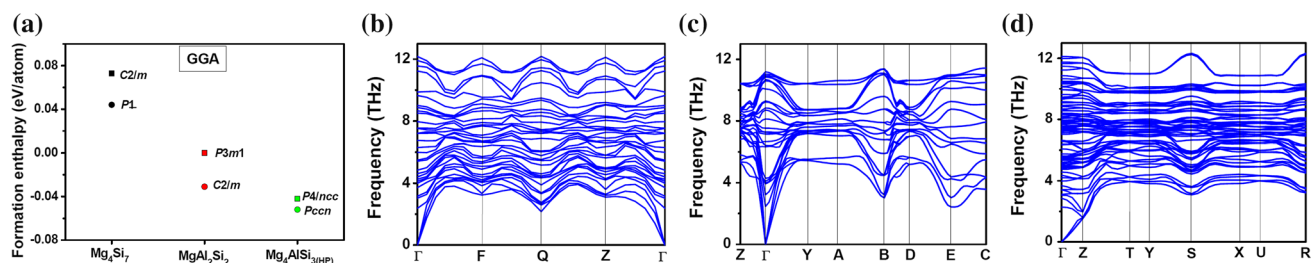 (a)
GGA
Formation enthalpy (eV/atom)
0.08
0.04
0.00
-0.04
-0.08
C2/m
P1
P3m1
C2/m
P4/ncc
Pccn
Mg4Si7
MgAl2Si2
Mg4AlSi3(HP)
(b)
Frequency (THz)
12
8
4
0
Γ F Q Z Γ
(c)
Frequency (THz)
12
8
4
0
Z Γ Y A B D E C
(d)
Frequency (THz)
12
8
4
0
Γ Z T Y S X U R